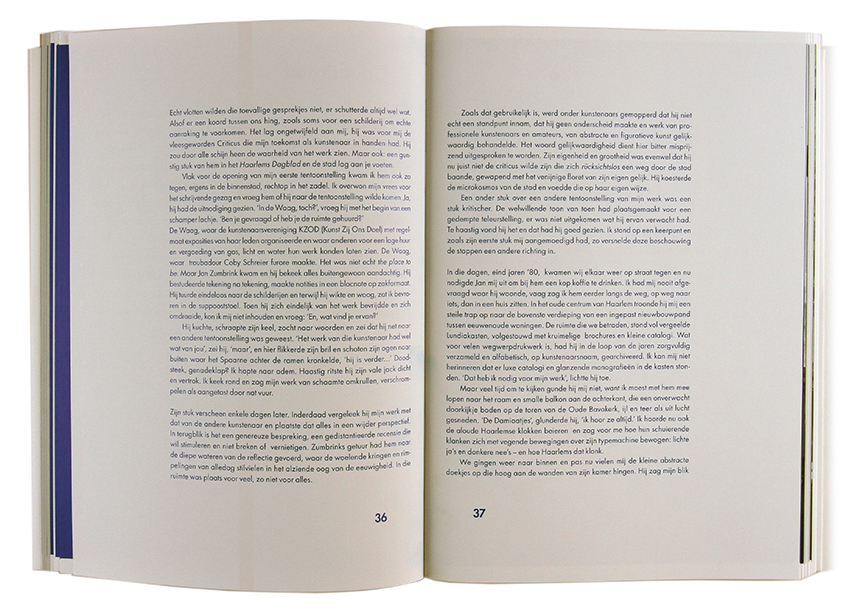 Echt vlotten wilden die toevallige gesprekjes niet, er schutterde altijd wel wat.
Alsof er een koord tussen ons hing, zoals soms voor een schilderij om echte
aanraking te voorkomen. Het lag ongetwijfeld aan mij, hij was voor mij de
vleesgeworden Criticus die mijn toekomst als kunstenaar in handen had. Hij
zou door alle schijn heen de waarheid van het werk zien. Maar ook: een gun-
stig stuk van hem in het Haarlems Dagblad en de stad lag aan je voeten.
Vlak voor de opening van mijn eerste tentoonstelling kwam ik hem ook zo
tegen, ergens in de binnenstad, rechtop in het zadel. Ik overwon mijn vrees voor
het schrijvende gezag en vroeg hem of hij naar de tentoonstelling wilde komen. Ja,
hij had de uitnodiging gezien. 'In de Waag, toch?', vroeg hij met het begin van een
schamper lachje. 'Ben je gevraagd of heb je de ruimte gehuurd?'
De Waag, waar de kunstenaarsvereniging KZOD (Kunst Zij Ons Doel) met regel-
maat exposities van haar leden organiseerde en waar anderen voor een lage huur
en vergoeding van gas, licht en water hun werk konden laten zien. De Waag,
waar troubadour Coby Schreier furore maakte. Het was niet echt the place to
be. Maar Jan Zumbrink kwam en hij bekeek alles buitengewoon aandachtig. Hij
bestudeerde tekening na tekening, maakte notities in een blocnote op zakformaat.
Hij tuurde eindeloos naar de schilderijen en terwijl hij wikte en woog, zat ik bevro-
ren in de suppooststoel. Toen hij zich eindelijk van het werk bevrijdde en zich
omdraaide, kon ik mij niet inhouden en vroeg: 'En, wat vind je ervan?'
Hij kuchte, schraapte zijn keel, zocht naar woorden en zei dat hij net naar
een andere tentoonstelling was geweest. 'Het werk van die kunstenaar had wel
wat van jou', zei hij, 'maar', en hier flikkerde zijn bril en schoten zijn ogen naar
buiten waar het Spaarne achter de ramen kronkelde, 'hij is verder...' Dood-
steek, genadeklap? Ik hapte naar adem. Haastig ritste hij zijn vale jack dicht
en vertrok. Ik keek rond en zag mijn werk van schaamte omkrullen, verschrom-
pelen als aangetast door nat vuur.
Zijn stuk verscheen enkele dagen later. Inderdaad vergeleek hij mijn werk met
dat van de andere kunstenaar en plaatste dat alles in een wijder perspectief.
In terugblik is het een genereuze bespreking, een gedistantieerde recensie die
wil stimuleren en niet breken of vernietigen. Zumbrinks getuur had hem naar
de diepe wateren van de reflectie gevoerd, waar de woelende kringen en rim-
pelingen van alledag stilvielen in het alziende oog van de eeuwigheid. In die
ruimte was plaats voor veel, zo niet voor alles.
36
Zoals dat gebruikelijk is, werd onder kunstenaars gemopperd dat hij niet
echt een standpunt innam, dat hij geen onderscheid maakte en werk van pro-
fessionele kunstenaars en amateurs, van abstracte en figuratieve kunst gelijk-
waardig behandelde. Het woord gelijkwaardigheid dient hier bitter misprij-
zend uitgesproken te worden. Zijn eigenheid en grootheid was evenwel dat hij
nu juist niet de criticus wilde zijn die zich rücksichtslos een weg door de stad
baande, gewapend met het venijnige floret van zijn eigen gelijk. Hij koesterde
de microkosmos van de stad en voedde die op haar eigen wijze.
Een ander stuk over een andere tentoonstelling van mijn werk was een
stuk kritischer. De welwillende toon van toen had plaatsgemaakt voor een
gedempte teleurstelling, er was niet uitgekomen wat hij ervan verwacht had.
Te haastig vond hij het en dat had hij goed gezien. Ik stond op een keerpunt en
zoals zijn eerste stuk mij aangemoedigd had, zo versnelde deze beschouwing
de stappen een andere richting in.
In die dagen, eind jaren '80, kwamen wij elkaar weer op straat tegen en nu
nodigde Jan mij uit om bij hem een kop koffie te drinken. Ik had mij nooit afge-
vraagd waar hij woonde, vaag zag ik hem eerder langs de weg, op weg naar
iets, dan in een huis zitten. In het oude centrum van Haarlem troonde hij mij een
steile trap op naar de bovenste verdieping van een ingepast nieuwbouwpand
tussen eeuwenoude woningen. De ruimte die we betraden, stond vol vergeelde
Lundiakasten, volgestouwd met kruimelige brochures en kleine catalogi. Wat
voor velen wegwerpdrukwerk is, had hij in de loop van de jaren zorgvuldig
verzameld en alfabetisch, op kunstenaarsnaam, gearchiveerd. Ik kan mij niet
herinneren dat er luxe catalogi en glanzende monografieën in de kasten ston-
den. 'Dat heb ik nodig voor mijn werk', lichtte hij toe.
Maar veel tijd om te kijken gunde hij mij niet, want ik moest met hem mee
lopen naar het raam en smalle balkon aan de achterkant, die een onverwacht
doorkijkje boden op de toren van de Oude Bavokerk, ijl en teer als uit lucht
gesneden. 'De Damiaatjes', glunderde hij, 'ik hoor ze altijd.' Ik hoorde nu ook
de aloude Haarlemse klokken beieren en zag voor me hoe hun schuierende
klanken zich met vegende bewegingen over zijn typemachine bewogen: lichte
ja's en donkere nee's – en hoe Haarlems dat klonk.
We gingen weer naar binnen en pas nu vielen mij de kleine abstracte
doekjes op die hoog aan de wanden van zijn kamer hingen. Hij zag mijn blik
37